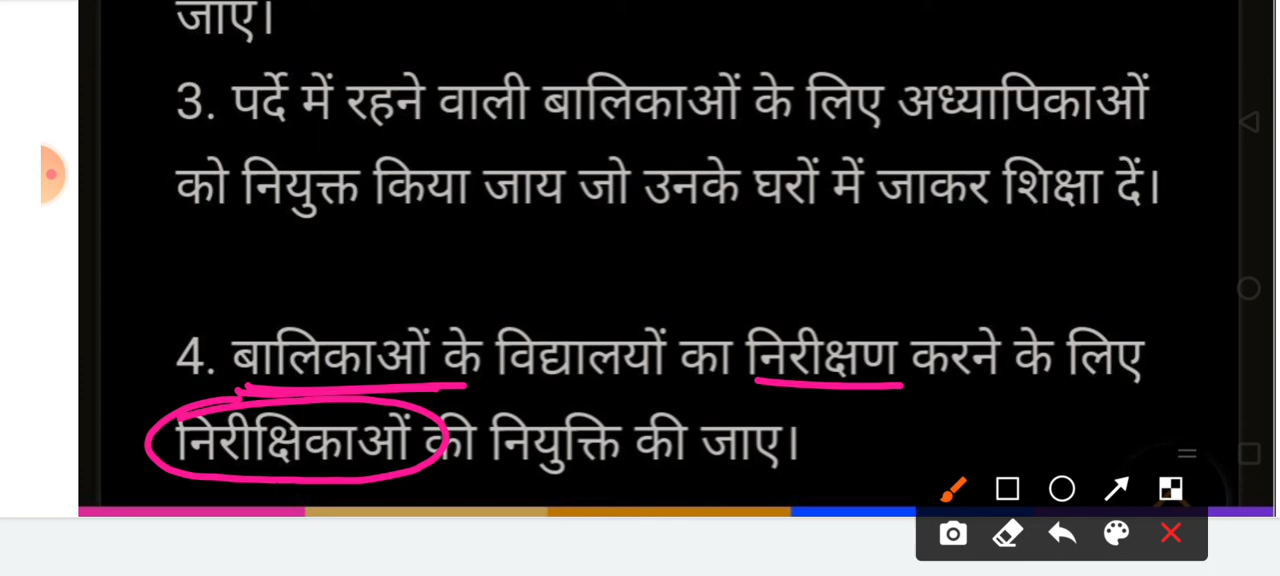 जाए।
3. पर्दे में रहने वाली बालिकाओं के लिए अध्यापिकाओं
को नियुक्त किया जाय जो उनके घरों में जाकर शिक्षा दें।
4. बालिकाओं के विद्यालयों का निरीक्षण करने के लिए
निरीक्षिकाओं की नियुक्ति की जाए।